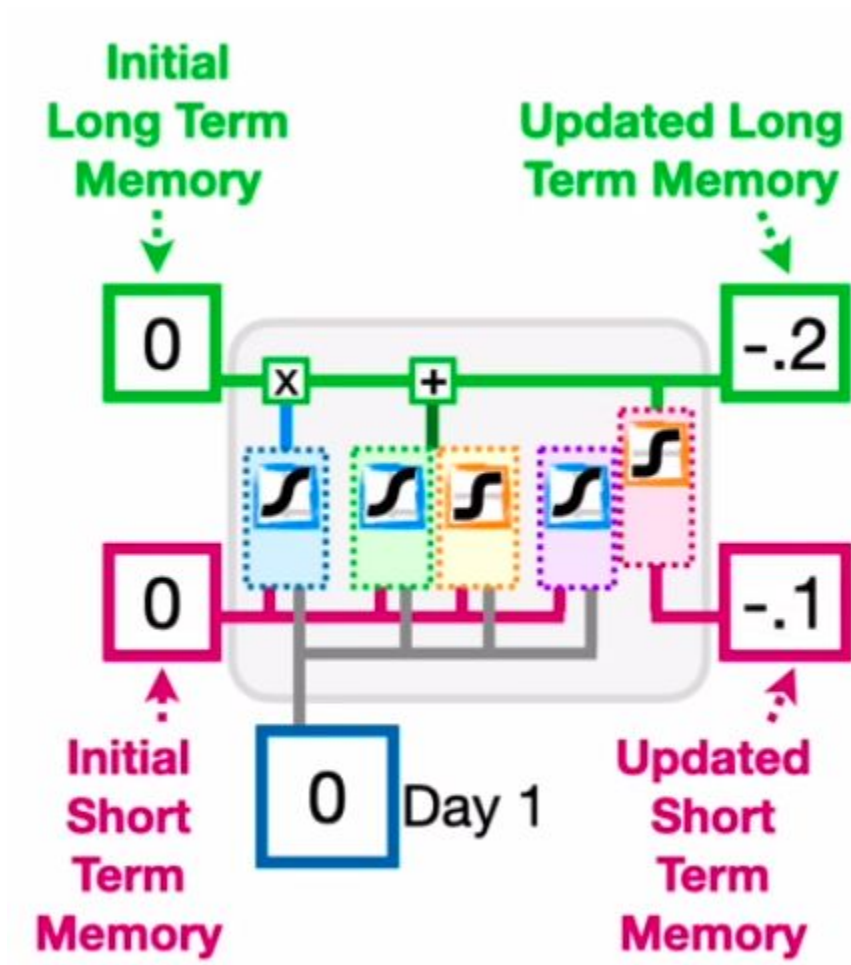 Initial
Long Term
Memory
Updated Long
Term Memory
0
-.2
x
+
0
-.1
0 Day 1
Initial
Short
Term
Memory
Updated
Short
Term
Memory